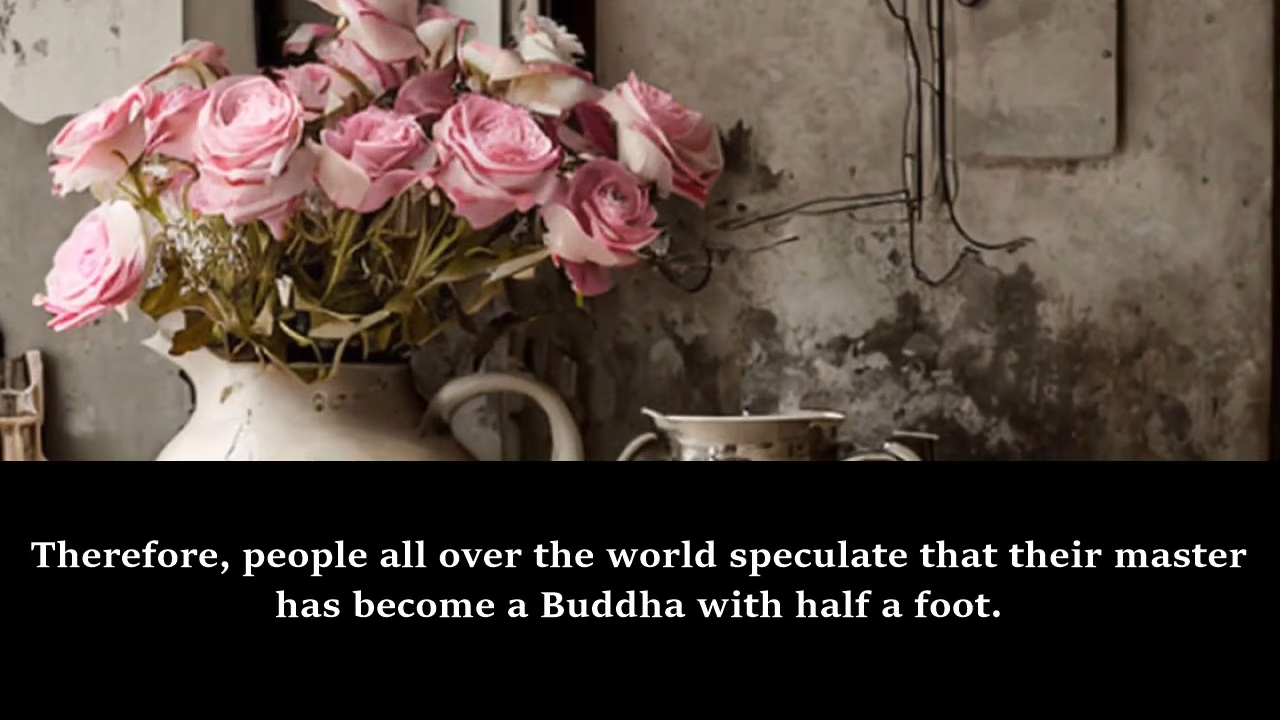 Therefore, people all over the world speculate that their master
has become a Buddha with half a foot.